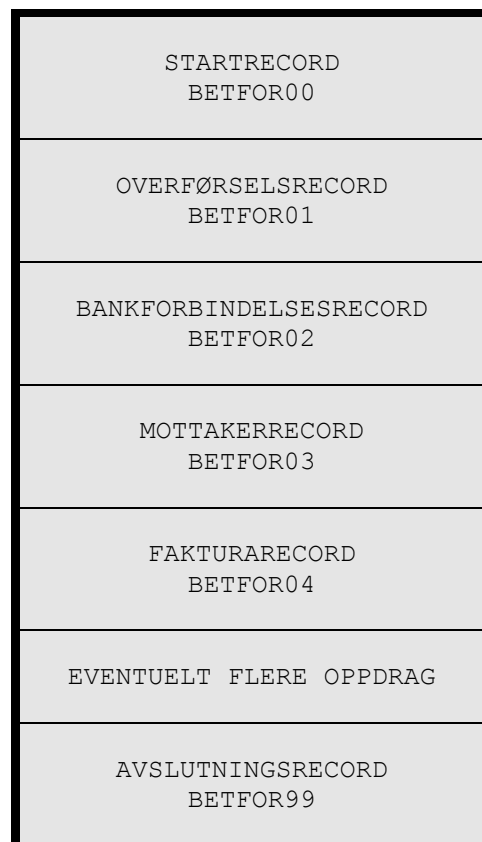 STARTRECORD
BETFOR00
OVERFØRSELSRECORD
BETFOR01
BANKFORBINDELSESRECORD
BETFOR02
MOTTAKERRECORD
BETFOR03
FAKTURARECORD
BETFOR04
EVENTUELT FLERE OPPDRAG
AVSLUTNINGSRECORD
BETFOR99